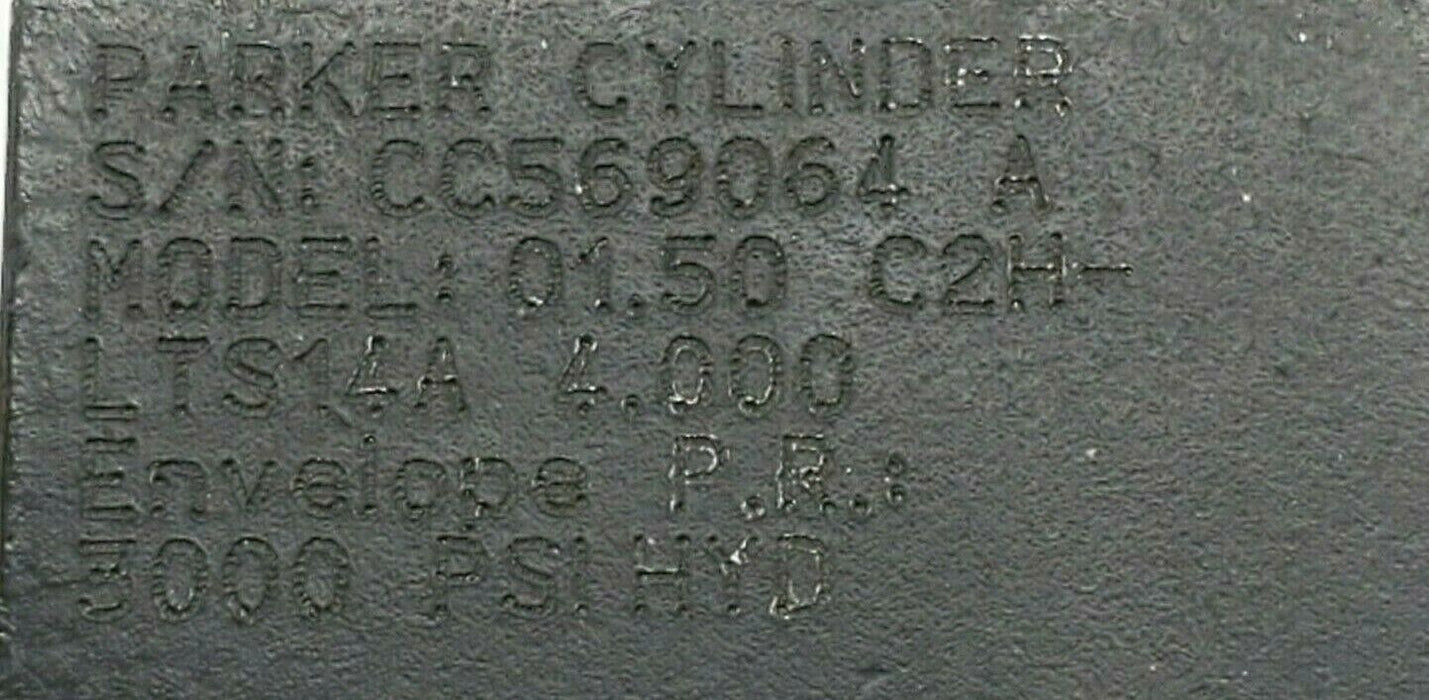 PARKER CYLINDER
S/N: CC569064 A
MODEL: 01.50 C2H-
LTS14A 4.000
Envelope P.R.:
3000 PSI HYD